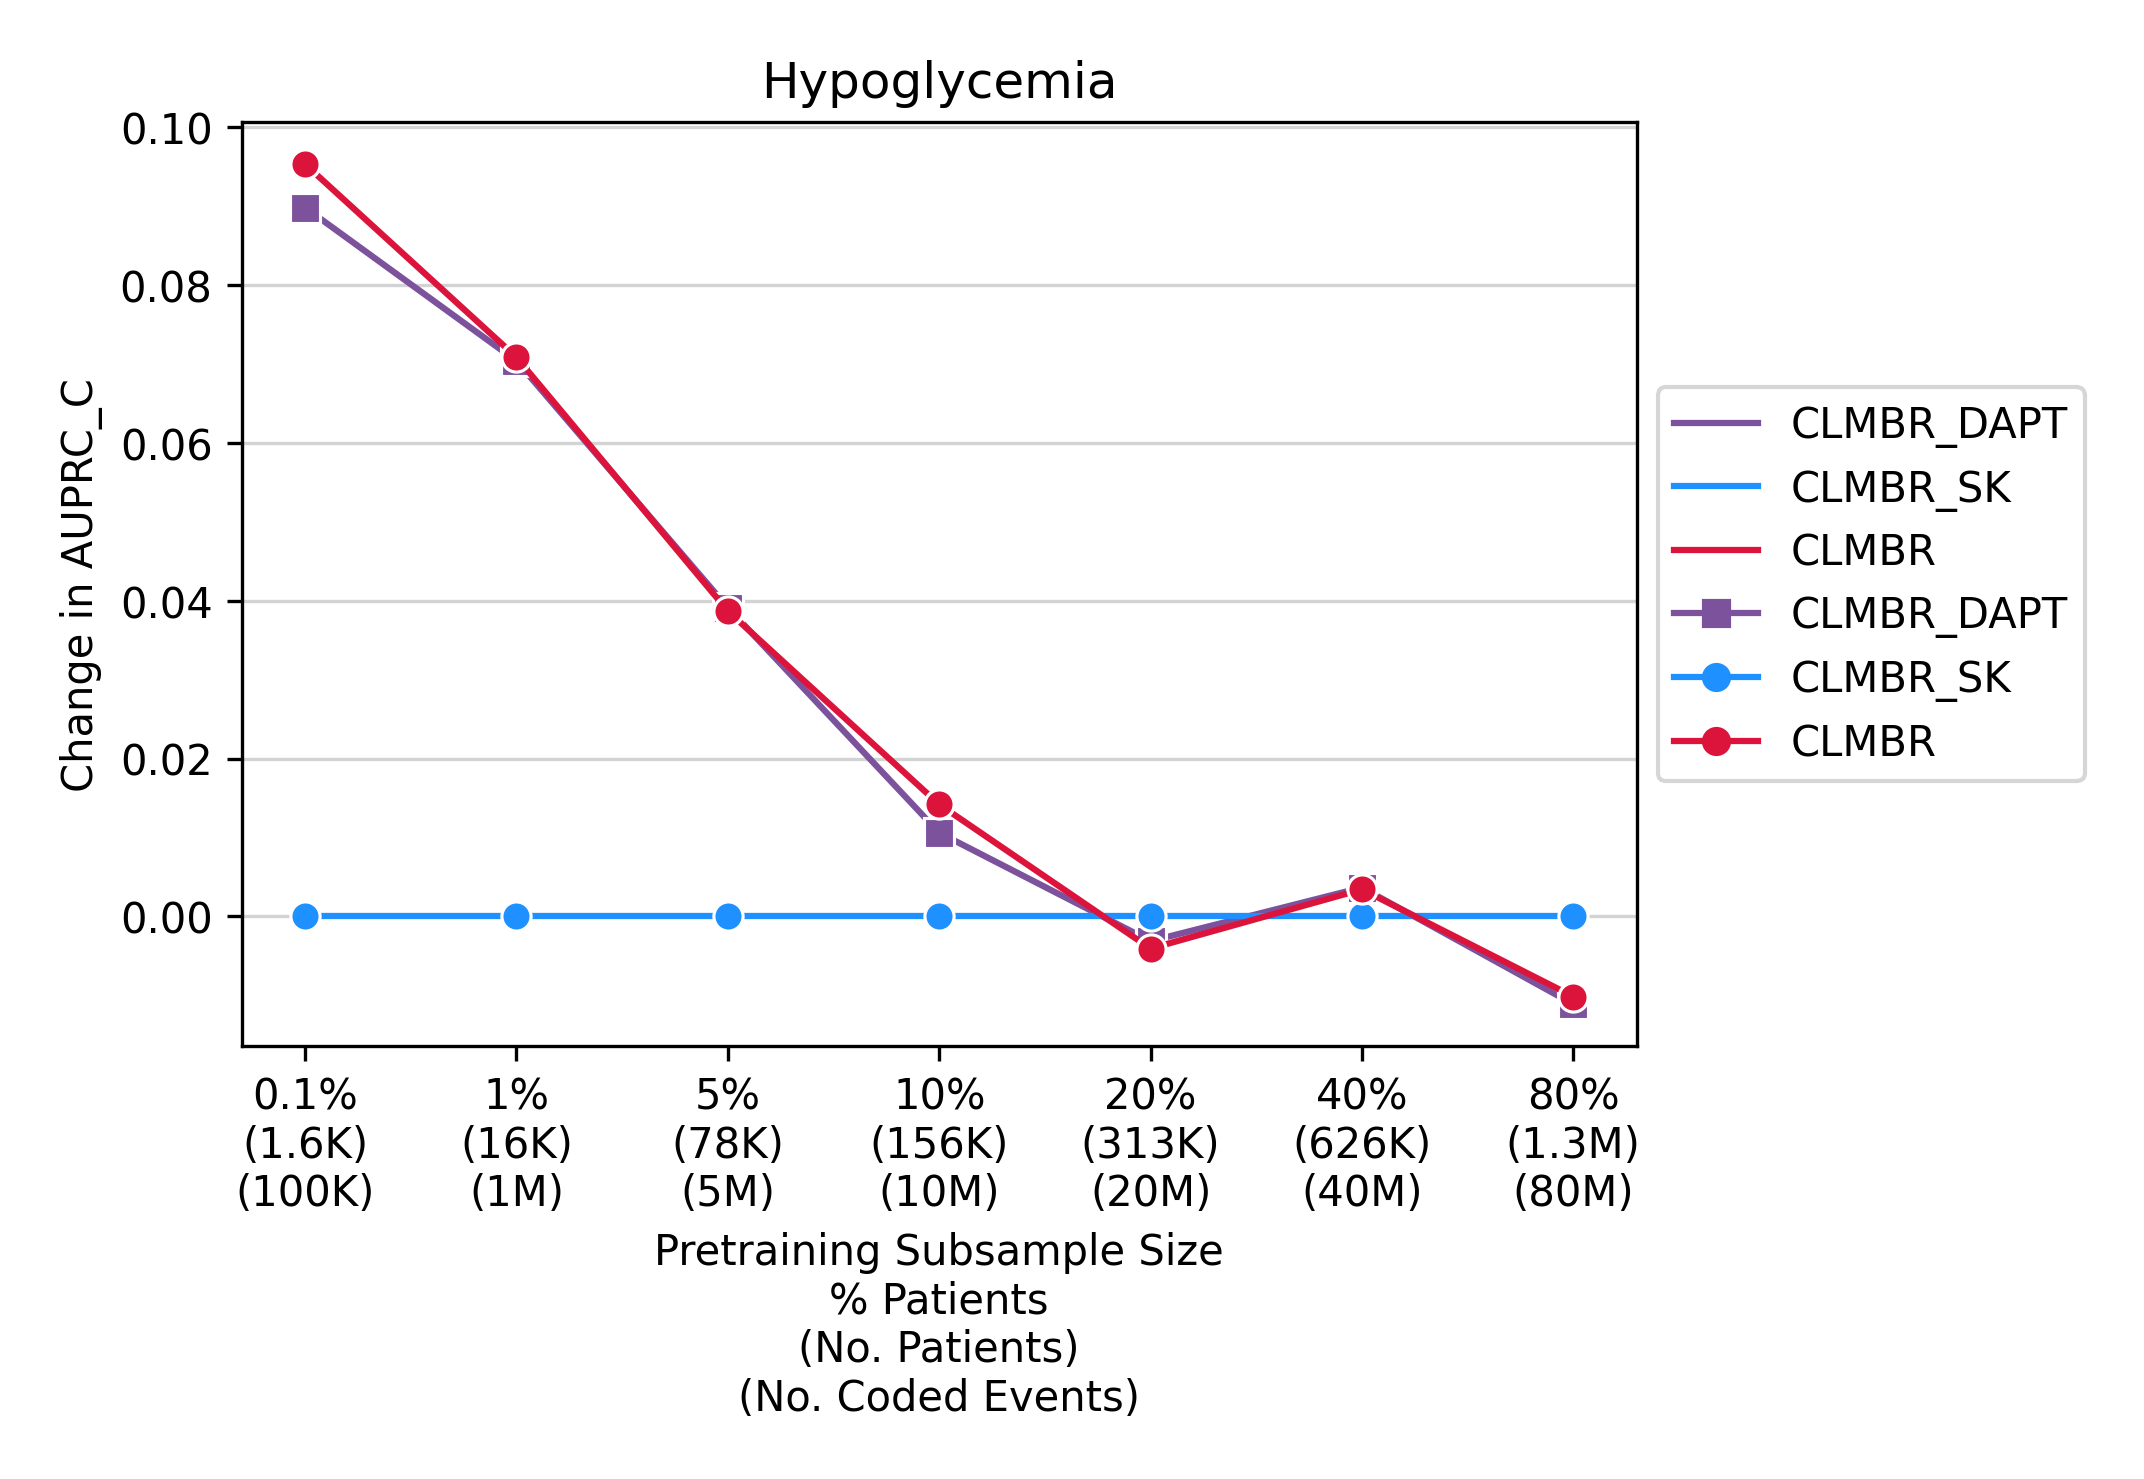 Hypoglycemia
Change in AUPRC_C
0.10
0.08
0.06
0.04
0.02
0.00
0.1% 1% 5% 10% 20% 40% 80%
(1.6K) (16K) (78K) (156K) (313K) (626K) (1.3M)
(100K) (1M) (5M) (10M) (20M) (40M) (80M)
Pretraining Subsample Size
% Patients
(No. Patients)
(No. Coded Events)
CLMBR_DAPT
CLMBR_SK
CLMBR
CLMBR_DAPT
CLMBR_SK
CLMBR